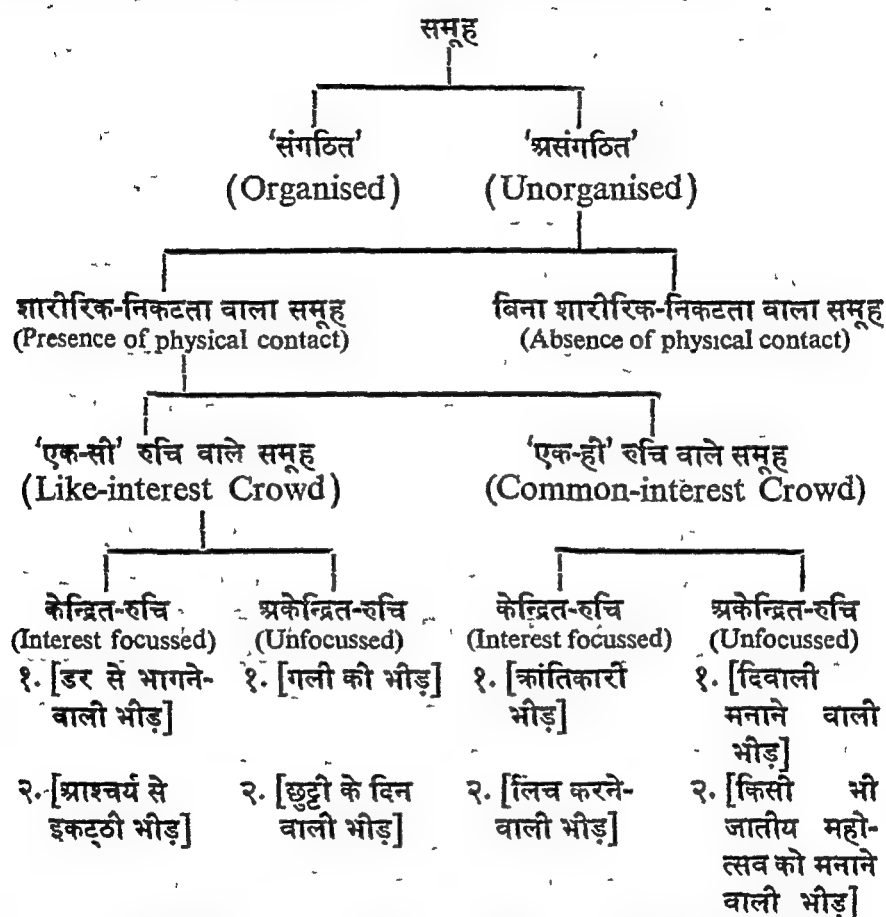 समूह
'संगठित'
(Organised)
'असंगठित'
(Unorganised)
शारीरिक-निकटता वाला समूह
(Presence of physical contact)
बिना शारीरिक-निकटता वाला समूह
(Absence of physical contact)
'एक-सी' रुचि वाले समूह
(Like-interest Crowd)
'एक-ही' रुचि वाले समूह
(Common-interest Crowd)
केन्द्रित-रुचि
(Interest focussed)
१. [डर से भागने-
वाली भीड़]
२. [आश्चर्य से
इकट्ठी भीड़]
अकेन्द्रित-रुचि
(Unfocussed)
१. [गली की भीड़]
२. [छुट्टी के दिन
वाली भीड़]
केन्द्रित-रुचि
(Interest focussed)
१. [क्रांतिकारी
भीड़]
२. [लिंच करने-
वाली भीड़]
अकेन्द्रित-रुचि
(Unfocussed)
१. [दिवाली
मनाने वाली
भीड़]
२. [किसी भी
जातीय महो-
त्सव को मनाने
वाली भीड़]